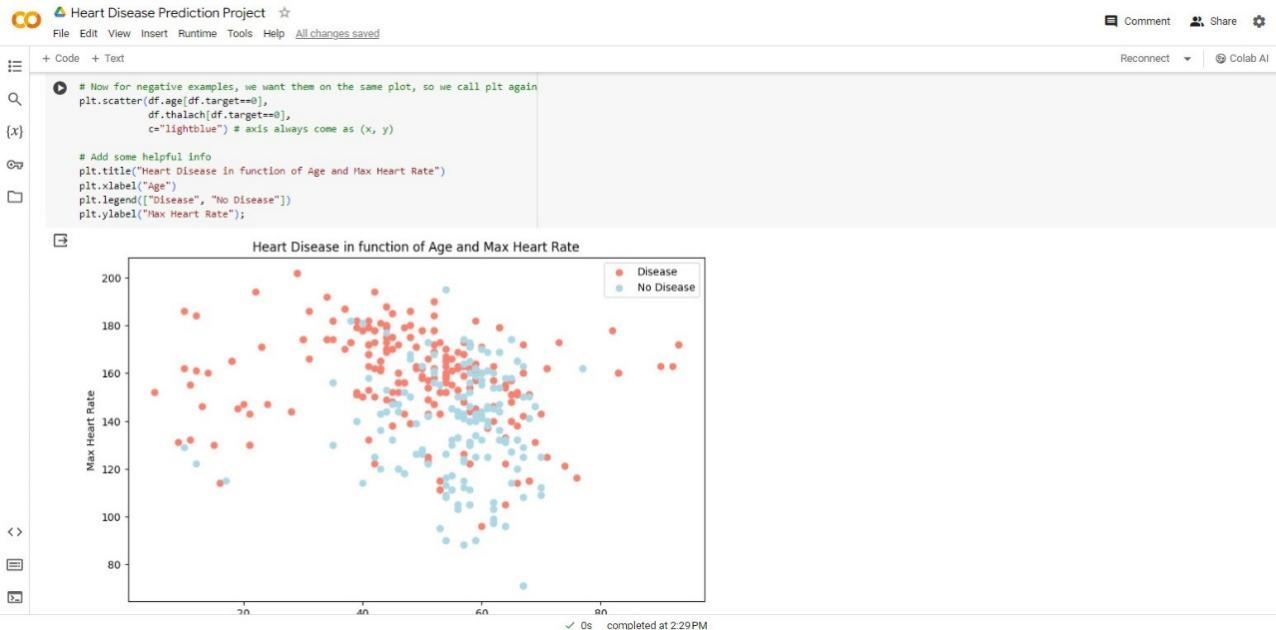 Heart Disease Prediction Project
Comment
Share
File Edit View Insert Runtime Tools Help All changes saved
+ Code + Text
Reconnect
Colab AI
# Now for negative examples, we want them on the same plot, so we call plt again
plt.scatter(df.age[df.target==0],
df.thalach[df.target==0],
c="lightblue") # axis always come as (x, y)
# Add some helpful info
plt.title("Heart Disease in function of Age and Max Heart Rate")
plt.xlabel("Age")
plt.legend(["Disease", "No Disease"])
plt.ylabel("Max Heart Rate");
{x}
Heart Disease in function of Age and Max Heart Rate
Disease
No Disease
Max Heart Rate
200
180
160
140
120
100
80
20 40 60 80
0s completed at 2:29 PM